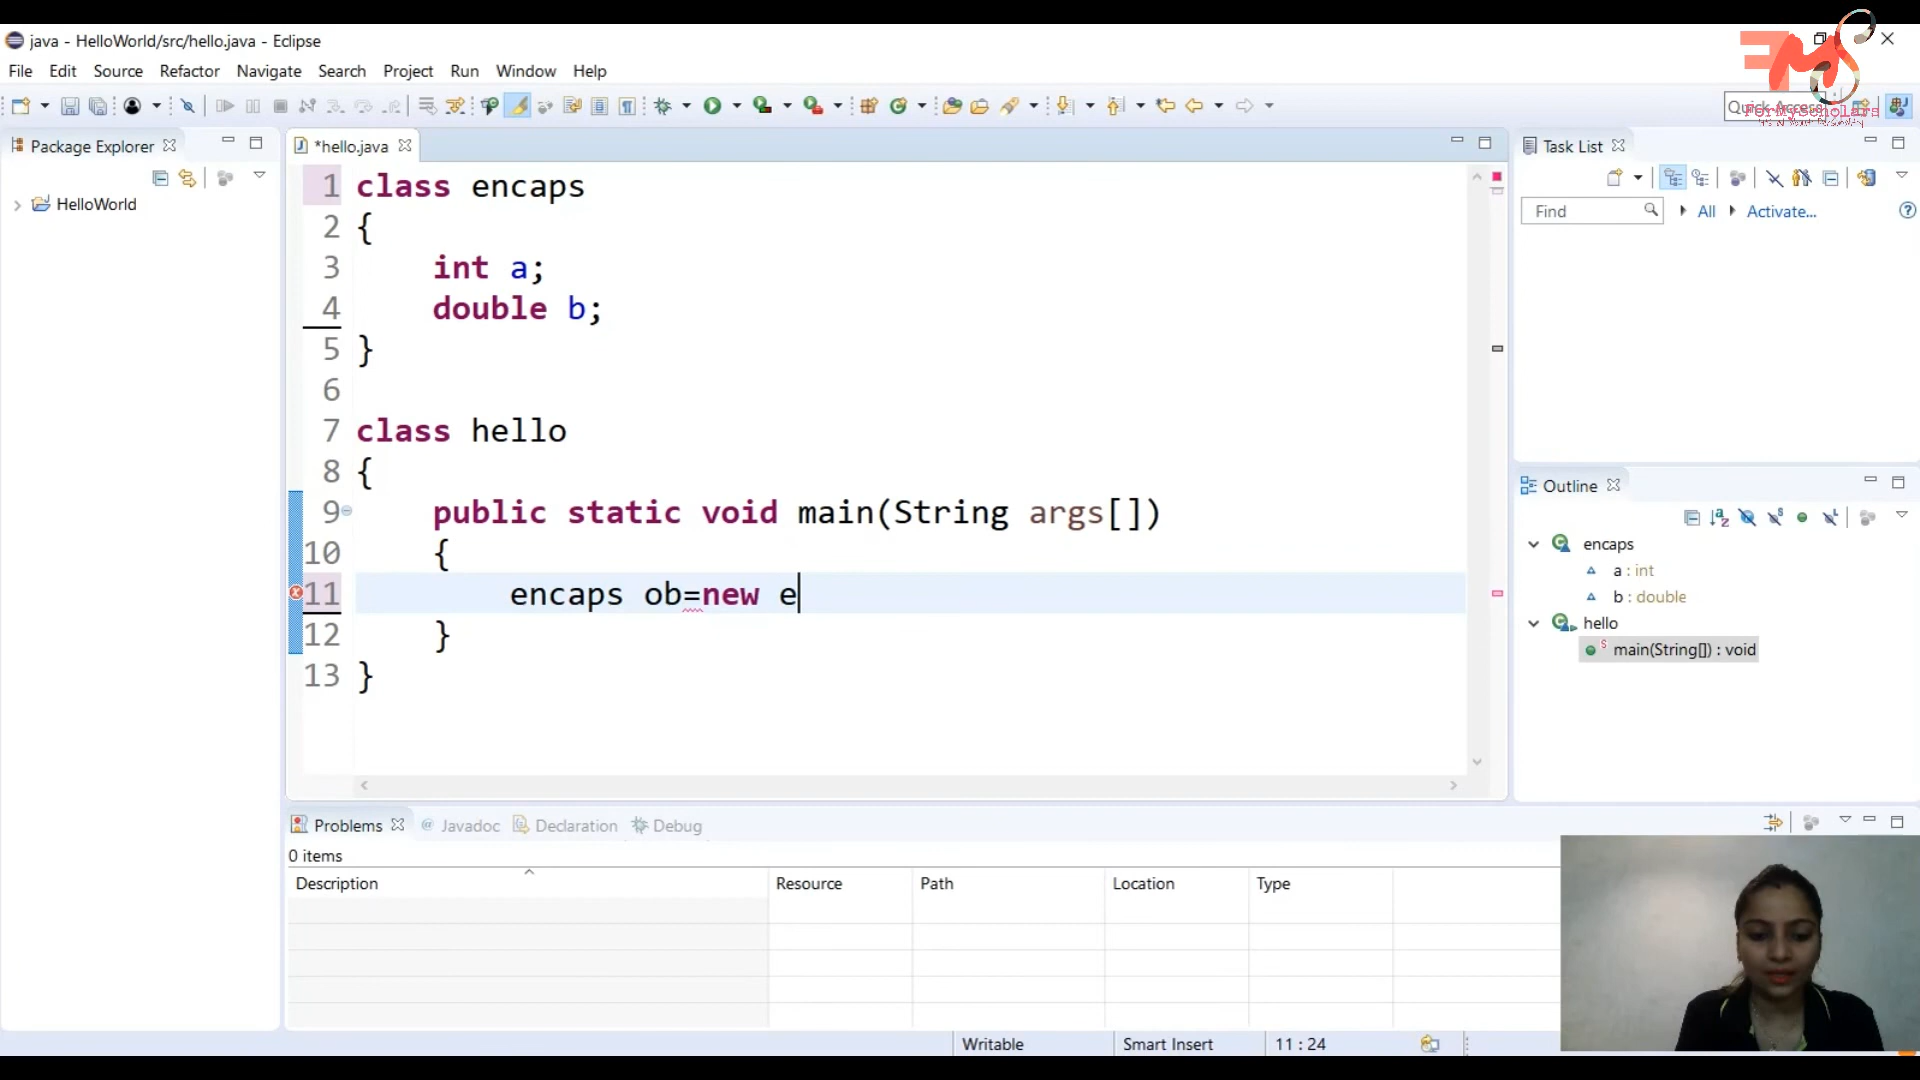 java - HelloWorld/src/hello.java - Eclipse
File Edit Source Refactor Navigate Search Project Run Window Help
Quick Access
ForMyScholars
Package Explorer
HelloWorld
*hello.java
1 class encaps
2 {
3 int a;
4 double b;
5 }
6
7 class hello
8 {
9 public static void main(String args[])
10 {
11 encaps ob=new e
12 }
13 }
Task List
Find
All
Activate...
Outline
encaps
a : int
b : double
hello
main(String[]) : void
Problems @ Javadoc Declaration Debug
0 items
Description Resource Path Location Type
Writable Smart Insert 11 : 24